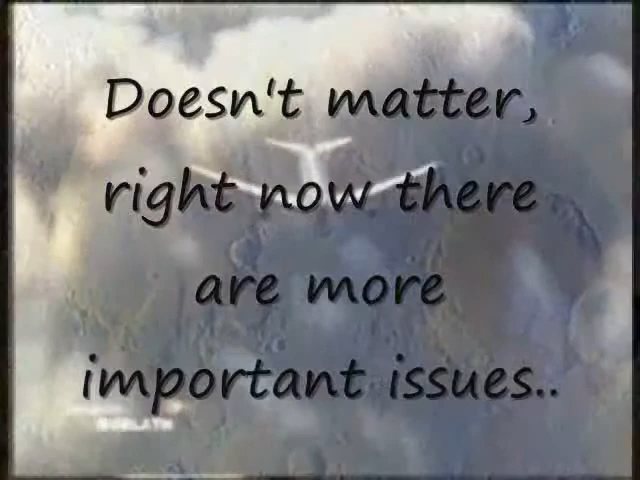 Doesn't matter,
right now there
are more
important issues..